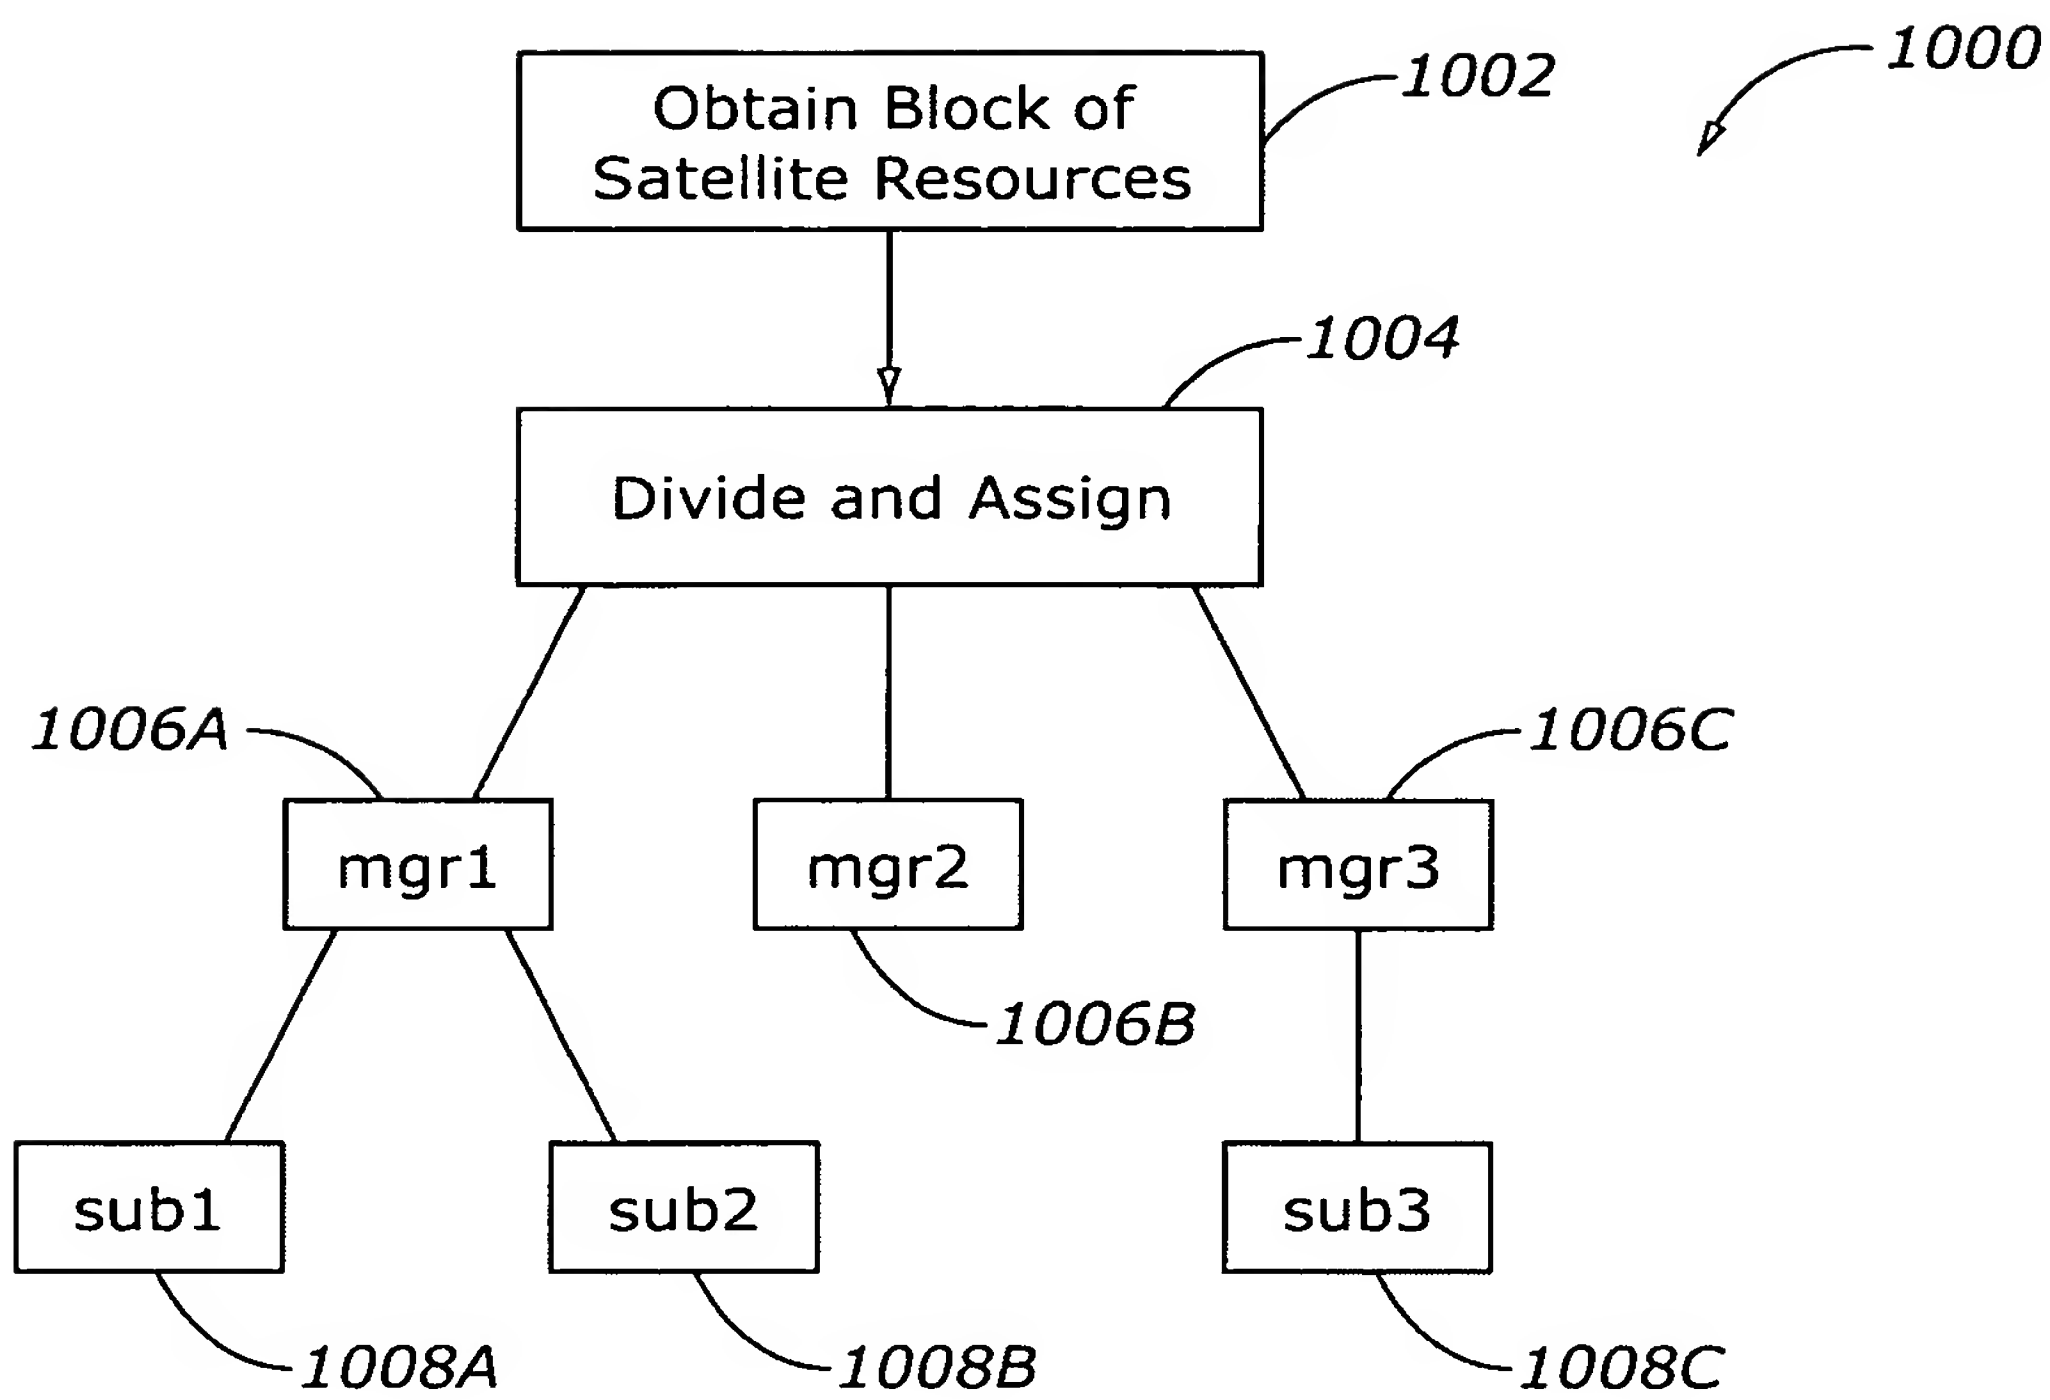 1000
1002
Obtain Block of
Satellite Resources
1004
Divide and Assign
1006A
1006C
mgr1
mgr2
mgr3
1006B
sub1
sub2
sub3
1008A
1008B
1008C